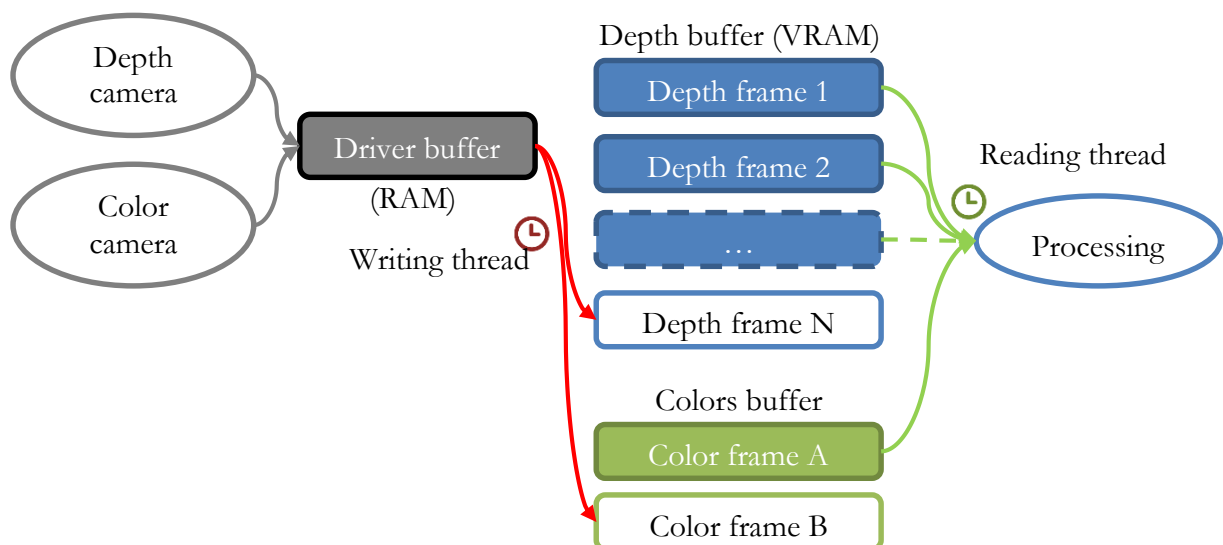 Depth
camera
Color
camera
Driver buffer
(RAM)
Writing thread
Depth buffer (VRAM)
Depth frame 1
Depth frame 2
...
Depth frame N
Colors buffer
Color frame A
Color frame B
Reading thread
Processing